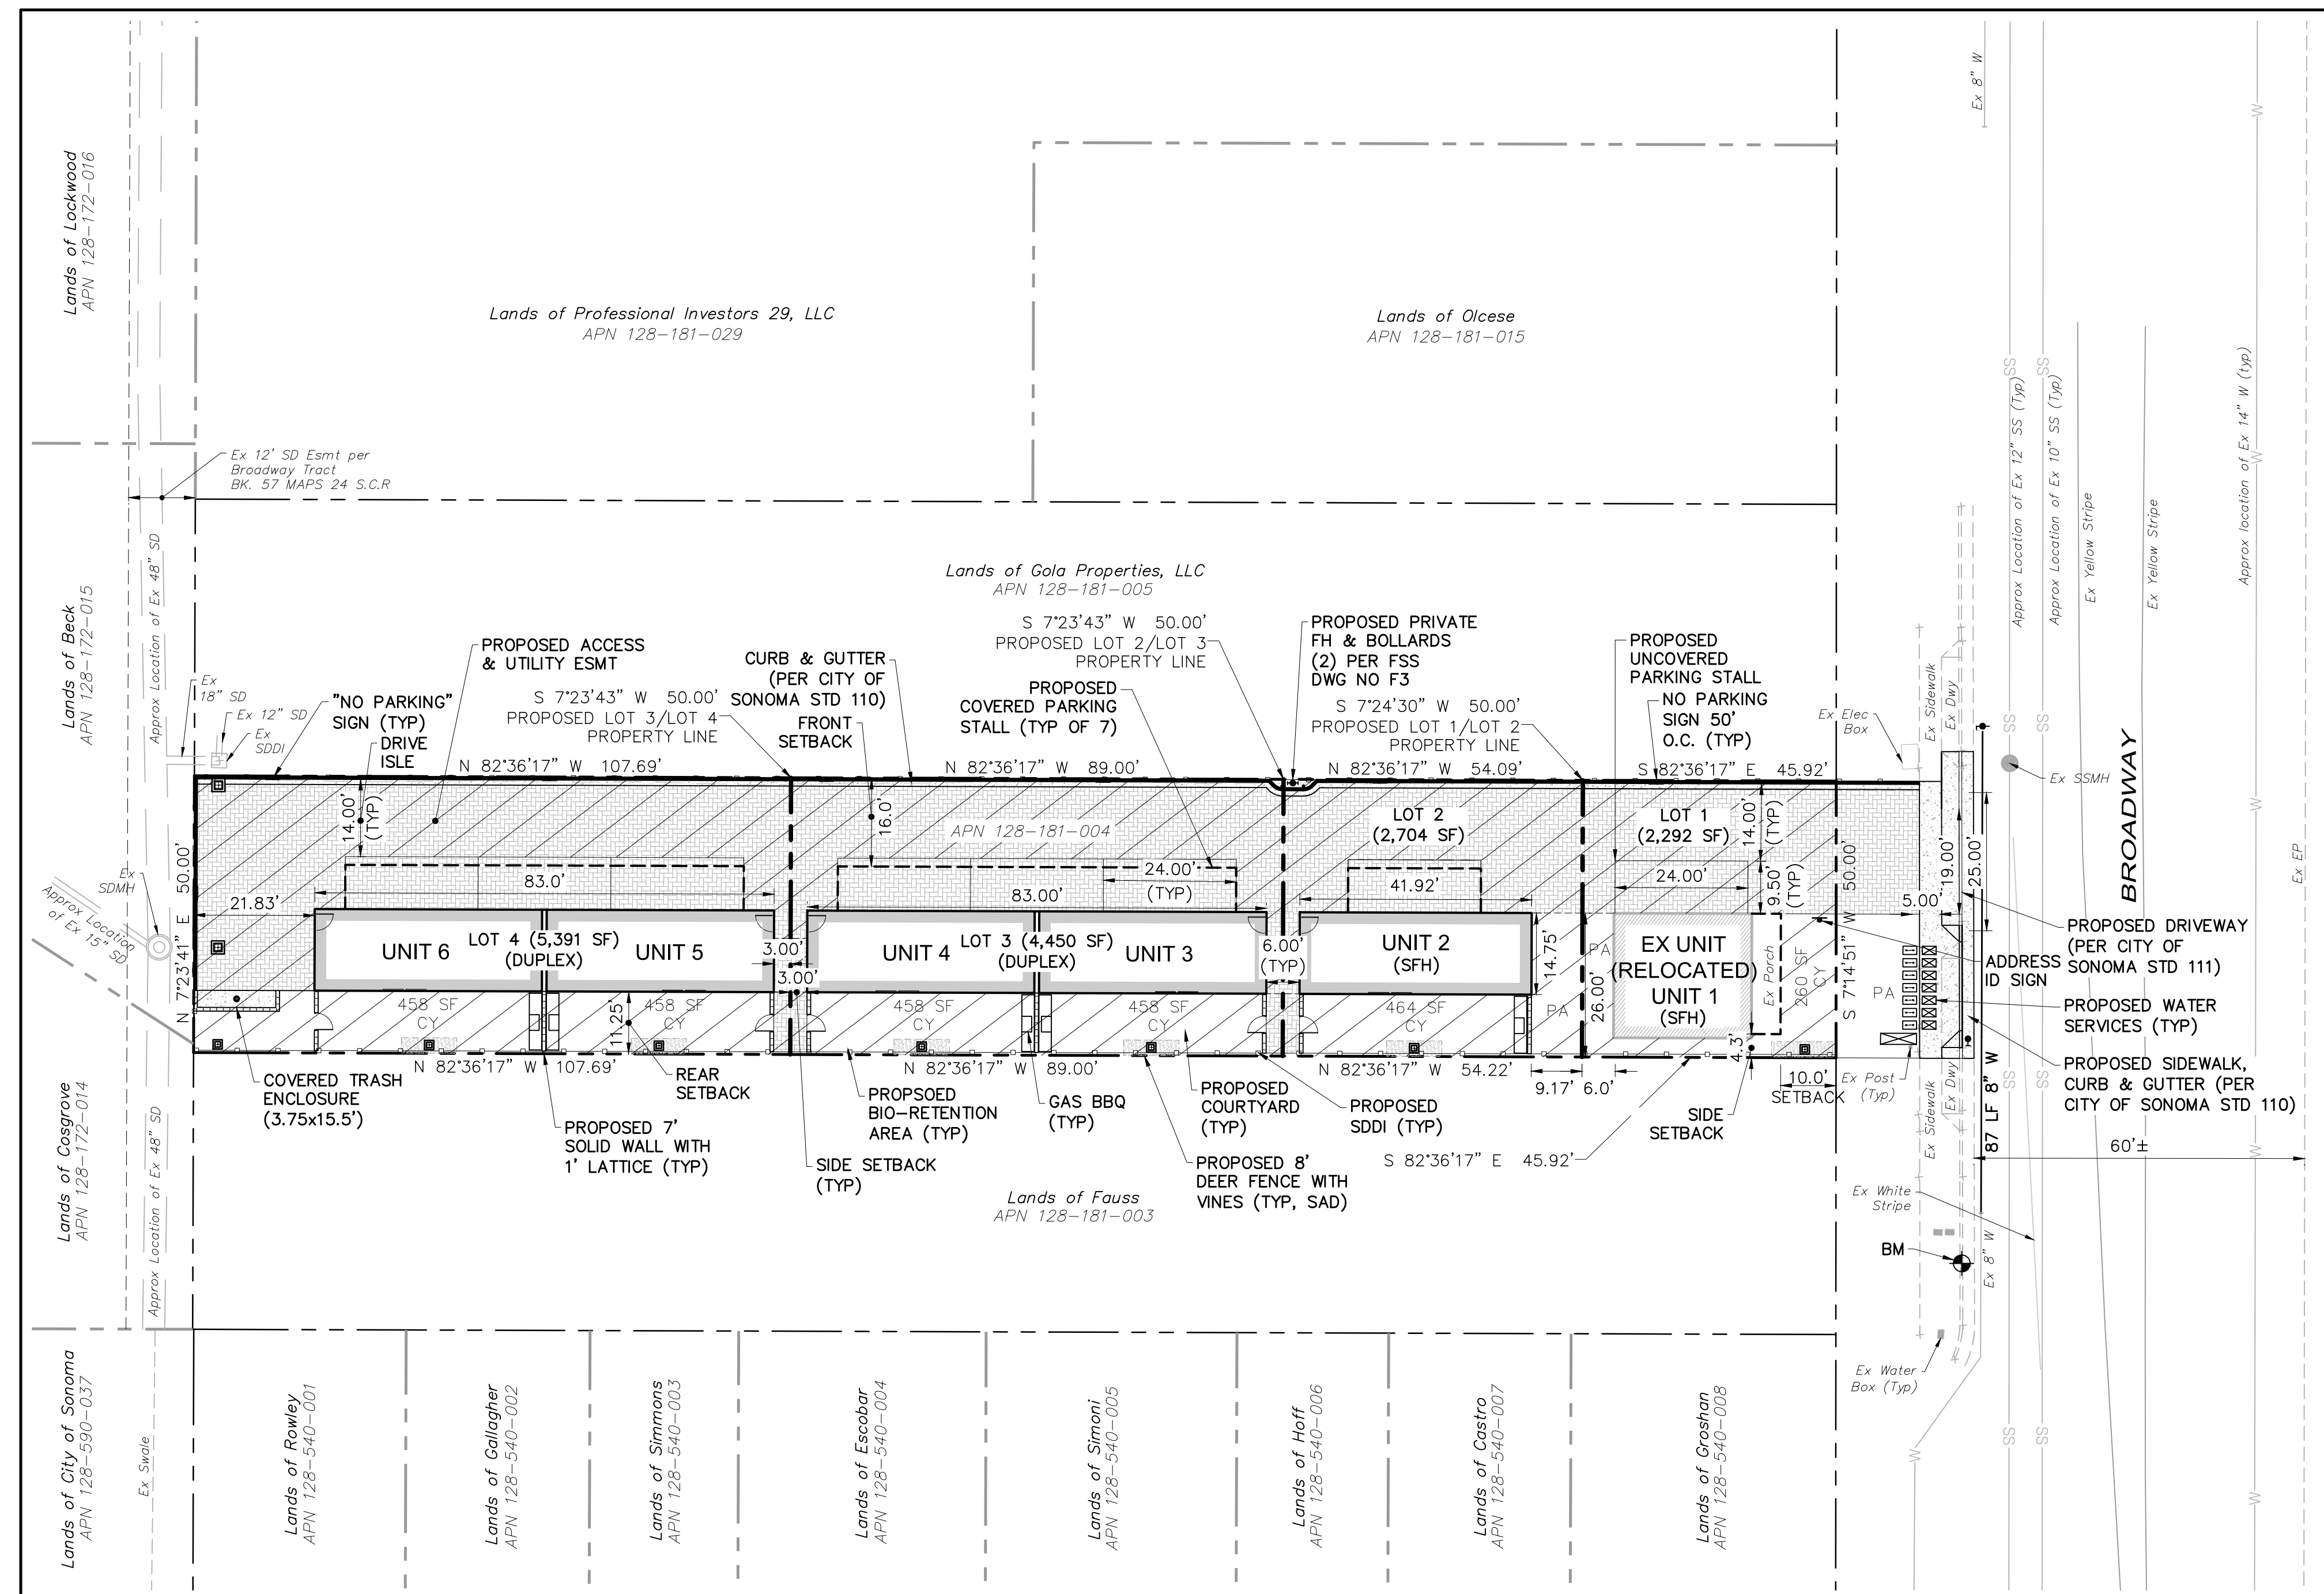 Lands of Lockwood
APN 128-172-016
Lands of Beck
APN 128-172-015
Lands of Cosgrove
APN 128-172-014
Lands of City of Sonoma
APN 128-590-037
Ex Swale
Approx Location of Ex 48" SD
Approx Location of Ex 48" SD
Ex 12' SD Esmt per
Broadway Tract
BK. 57 MAPS 24 S.C.R
Lands of Professional Investors 29, LLC
APN 128-181-029
Lands of Olcese
APN 128-181-015
Lands of Gola Properties, LLC
APN 128-181-005
Ex
18" SD
Ex 12" SD
Ex
SDDI
Ex
SDMH
Approx Location
of Ex 15" SD
"NO PARKING"
SIGN (TYP)
DRIVE
ISLE
PROPOSED ACCESS
& UTILITY ESMT
S 7°23'43" W 50.00'
PROPOSED LOT 3/LOT 4
PROPERTY LINE
CURB & GUTTER
(PER CITY OF
SONOMA STD 110)
FRONT
SETBACK
S 7°23'43" W 50.00'
PROPOSED LOT 2/LOT 3
PROPERTY LINE
PROPOSED
COVERED PARKING
STALL (TYP OF 7)
PROPOSED PRIVATE
FH & BOLLARDS
(2) PER FSS
DWG NO F3
S 7°24'30" W 50.00'
PROPOSED LOT 1/LOT 2
PROPERTY LINE
PROPOSED
UNCOVERED
PARKING STALL
NO PARKING
SIGN 50'
O.C. (TYP)
Ex Elec
Box
N 82°36'17" W 107.69'
N 82°36'17" W 89.00'
N 82°36'17" W 54.09'
S 82°36'17" E 45.92'
N 7°23'41" E 50.00'
14.00'
(TYP)
16.0'
APN 128-181-004
LOT 2
(2,704 SF)
LOT 1
(2,292 SF)
14.00'
(TYP)
21.83'
83.0'
83.00'
24.00'
(TYP)
41.92'
24.00'
9.50'
(TYP)
S 7°14'51" W 50.00'
5.00'
19.00'
25.00'
UNIT 6
LOT 4 (5,391 SF)
(DUPLEX)
UNIT 5
3.00'
3.00'
UNIT 4
LOT 3 (4,450 SF)
(DUPLEX)
UNIT 3
6.00'
(TYP)
UNIT 2
(SFH)
14.75'
PA
PA
26.00'
EX UNIT
(RELOCATED)
UNIT 1
(SFH)
Ex Porch
260 SF
CY
PA
458 SF
CY
11.25'
458 SF
CY
458 SF
CY
458 SF
CY
464 SF
CY
4.3'
N 82°36'17" W 107.69'
N 82°36'17" W 89.00'
N 82°36'17" W 54.22'
9.17'
6.0'
10.0'
SETBACK
Ex Post
(Typ)
COVERED TRASH
ENCLOSURE
(3.75x15.5')
PROPOSED 7'
SOLID WALL WITH
1' LATTICE (TYP)
REAR
SETBACK
SIDE SETBACK
(TYP)
PROPSOED
BIO-RETENTION
AREA (TYP)
GAS BBQ
(TYP)
PROPOSED
COURTYARD
(TYP)
PROPOSED 8'
DEER FENCE WITH
VINES (TYP, SAD)
PROPOSED
SDDI (TYP)
S 82°36'17" E 45.92'
SIDE
SETBACK
Lands of Fauss
APN 128-181-003
Lands of Rowley
APN 128-540-001
Lands of Gallagher
APN 128-540-002
Lands of Simmons
APN 128-540-003
Lands of Escobar
APN 128-540-004
Lands of Simoni
APN 128-540-005
Lands of Hoff
APN 128-540-006
Lands of Castro
APN 128-540-007
Lands of Groshan
APN 128-540-008
Ex 8" W
Ex Sidewalk
Ex Dwy
Ex Sidewalk
Ex Dwy
Ex SSMH
Approx Location of Ex 12" SS (Typ)
Approx Location of Ex 10" SS (Typ)
Ex Yellow Stripe
Ex Yellow Stripe
Approx location of Ex 14" W (typ)
Ex EP
BROADWAY
SS
SS
SS
SS
SS
SS
SS
SS
W
W
W
W
W
W
W
PROPOSED DRIVEWAY
(PER CITY OF
SONOMA STD 111)
ADDRESS
ID SIGN
PROPOSED WATER
SERVICES (TYP)
PROPOSED SIDEWALK,
CURB & GUTTER (PER
CITY OF SONOMA STD 110)
60'±
87 LF 8" W
Ex 8" W
Ex White
Stripe
BM
Ex Water
Box (Typ)